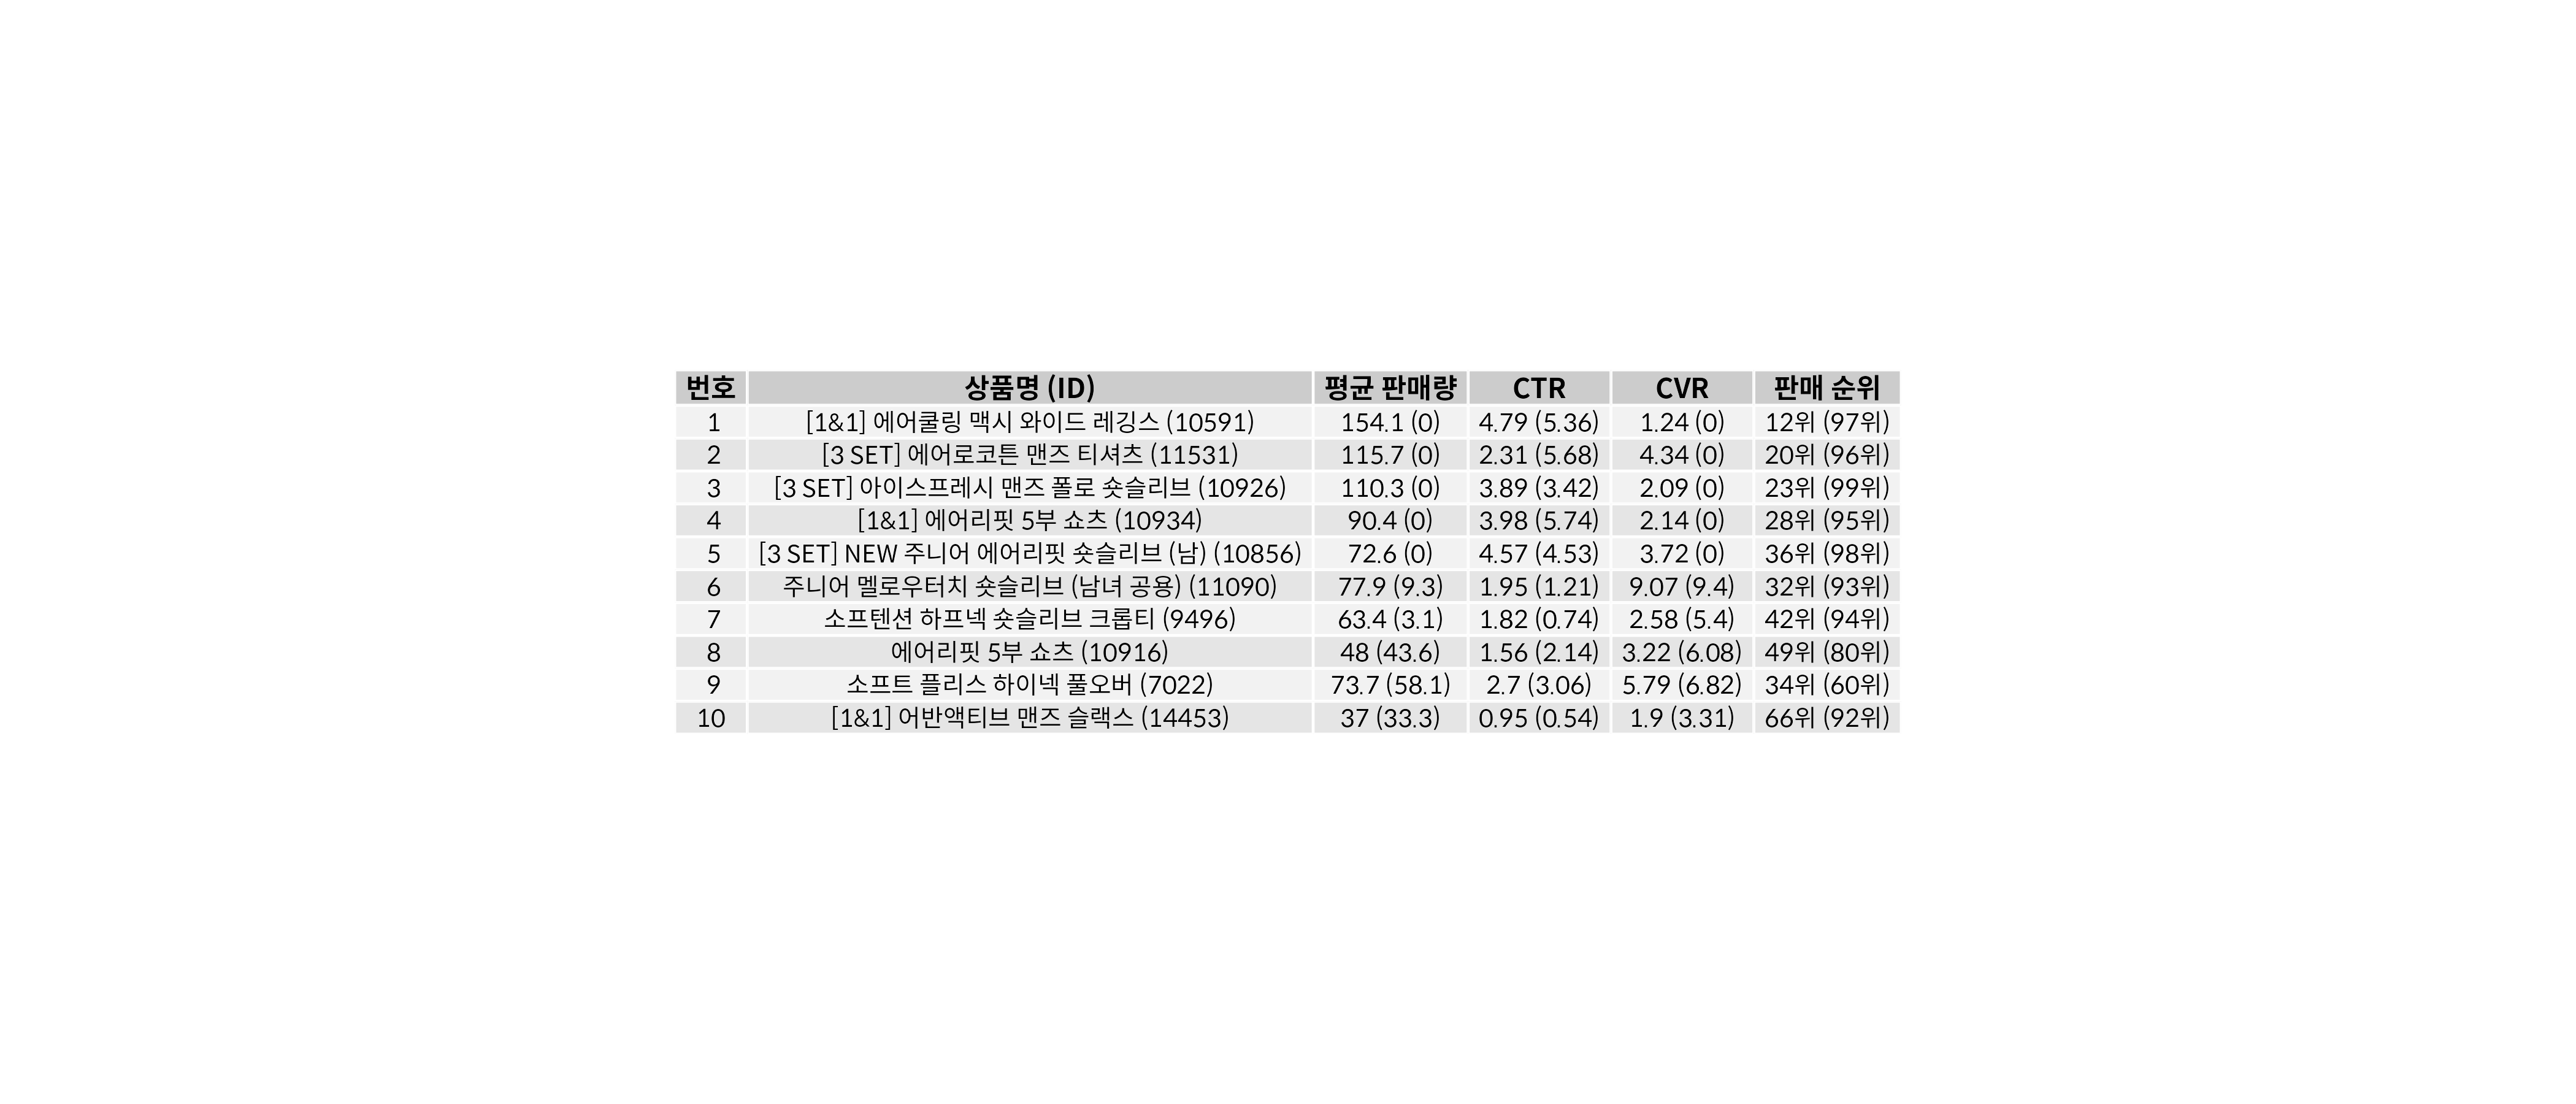 번호 상품명 (ID) 평균 판매량 CTR CVR 판매 순위
1 [1&1] 에어쿨링 맥시 와이드 레깅스 (10591) 154.1 (0) 4.79 (5.36) 1.24 (0) 12위 (97위)
2 [3 SET] 에어로코튼 맨즈 티셔츠 (11531) 115.7 (0) 2.31 (5.68) 4.34 (0) 20위 (96위)
3 [3 SET] 아이스프레시 맨즈 폴로 숏슬리브 (10926) 110.3 (0) 3.89 (3.42) 2.09 (0) 23위 (99위)
4 [1&1] 에어리핏 5부 쇼츠 (10934) 90.4 (0) 3.98 (5.74) 2.14 (0) 28위 (95위)
5 [3 SET] NEW 주니어 에어리핏 숏슬리브 (남) (10856) 72.6 (0) 4.57 (4.53) 3.72 (0) 36위 (98위)
6 주니어 멜로우터치 숏슬리브 (남녀 공용) (11090) 77.9 (9.3) 1.95 (1.21) 9.07 (9.4) 32위 (93위)
7 소프텐션 하프넥 숏슬리브 크롭티 (9496) 63.4 (3.1) 1.82 (0.74) 2.58 (5.4) 42위 (94위)
8 에어리핏 5부 쇼츠 (10916) 48 (43.6) 1.56 (2.14) 3.22 (6.08) 49위 (80위)
9 소프트 플리스 하이넥 풀오버 (7022) 73.7 (58.1) 2.7 (3.06) 5.79 (6.82) 34위 (60위)
10 [1&1] 어반액티브 맨즈 슬랙스 (14453) 37 (33.3) 0.95 (0.54) 1.9 (3.31) 66위 (92위)